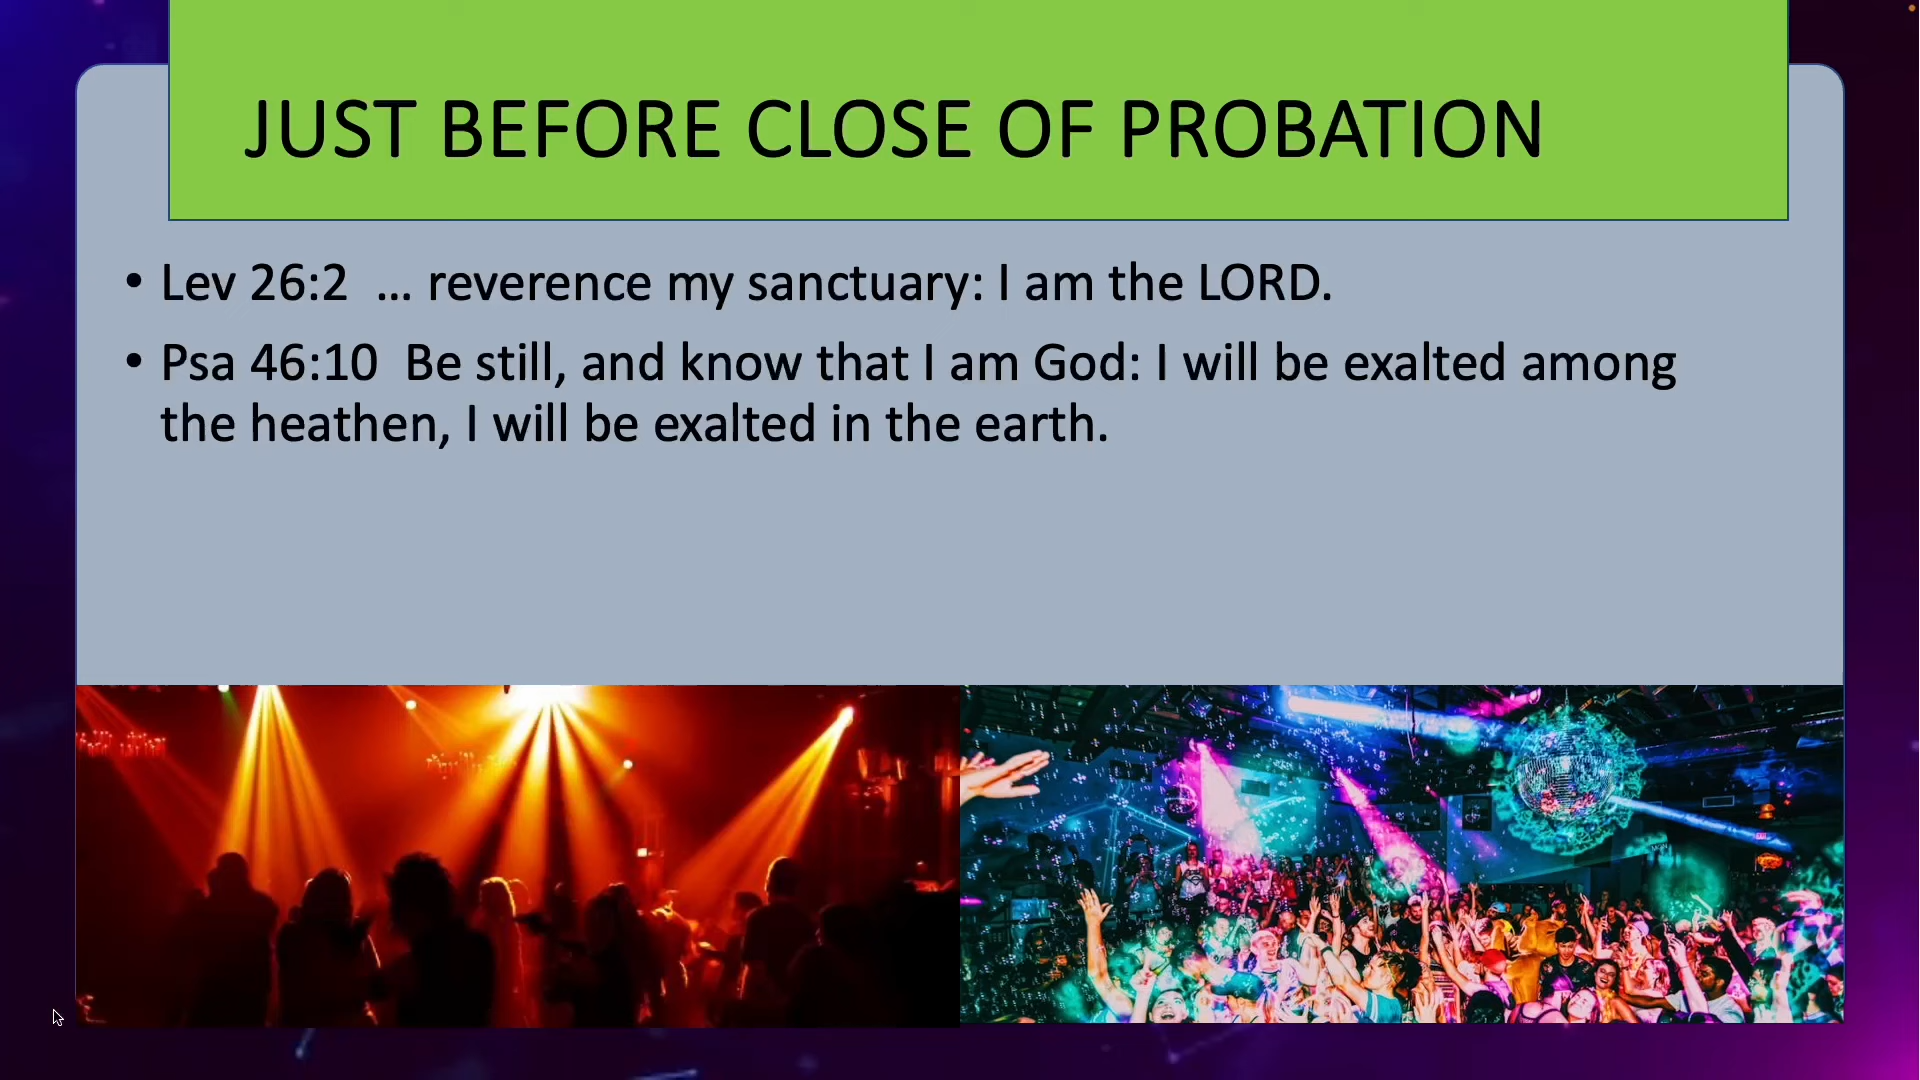 JUST BEFORE CLOSE OF PROBATION
• Lev 26:2  ... reverence my sanctuary: I am the LORD.
• Psa 46:10  Be still, and know that I am God: I will be exalted among
the heathen, I will be exalted in the earth.